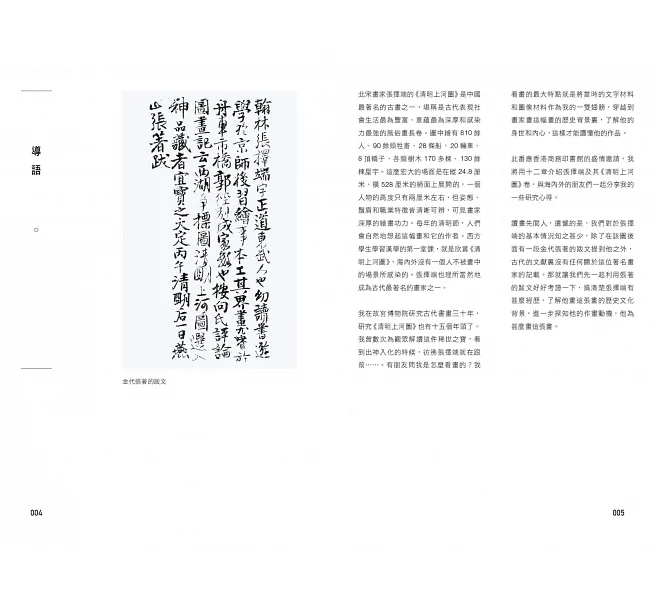 導語
翰林張擇端字正道東武人也幼讀書遊
學於京師後習繪事本工其界畫尤嗜於
舟車市橋郭徑別成家數也按向氏評論
圖畫記云西湖爭標圖清明上河圖選入
神品藏者宜寶之大定丙午清明后一日燕
山張著跋
金代張著的跋文
004
北宋畫家張擇端的《清明上河圖》是中國
最著名的古畫之一，堪稱是古代表現社
會生活最為豐富、意蘊最為深厚和感染
力最強的風俗畫長卷。圖中繪有 810 餘
人、90 餘頭牲畜、28 條船、20 輛車、
8 頂轎子、各類樹木 170 多棵、130 餘
棟屋宇。這麼宏大的場面是在縱 24.8 厘
米、橫 528 厘米的絹面上展開的，一個
人物的高度只有兩厘米左右，但姿態、
鬚眉和職業特徵皆清晰可辨，可見畫家
深厚的繪畫功力。每年的清明節，人們
會自然地想起這幅畫和它的作者。西方
學生學習漢學的第一堂課，就是欣賞《清
明上河圖》，海內外沒有一個人不被畫中
的場景所感染的。張擇端也理所當然地
成為古代最著名的畫家之一。
我在故宮博物院研究古代書畫三十年，
研究《清明上河圖》也有十五個年頭了。
我曾數次為觀眾解讀這件稀世之寶，看
到出神入化的時候，彷彿張擇端就在跟
前⋯⋯。有朋友問我是怎麼看畫的？我
看畫的最大特點就是將當時的文字材料
和圖像材料作為我的一雙翅膀，穿越到
畫家畫這幅畫的歷史背景裏，了解他的
身世和內心，這樣才能讀懂他的作品。
此番應香港商務印書館的盛情邀請，我
將用十二章介紹張擇端及其《清明上河
圖》卷，與海內外的朋友們一起分享我的
一些研究心得。
讀畫先聞人，遺憾的是，我們對於張擇
端的基本情況知之甚少。除了在該圖後
面有一段金代張著的跋文提到他之外，
古代的文獻裏沒有任何關於這位著名畫
家的記載。那就讓我們先一起利用張著
的跋文好好考證一下，搞清楚張擇端有
甚麼經歷，了解他畫這張畫的歷史文化
背景，進一步探知他的作畫動機，他為
甚麼畫這張畫。
005